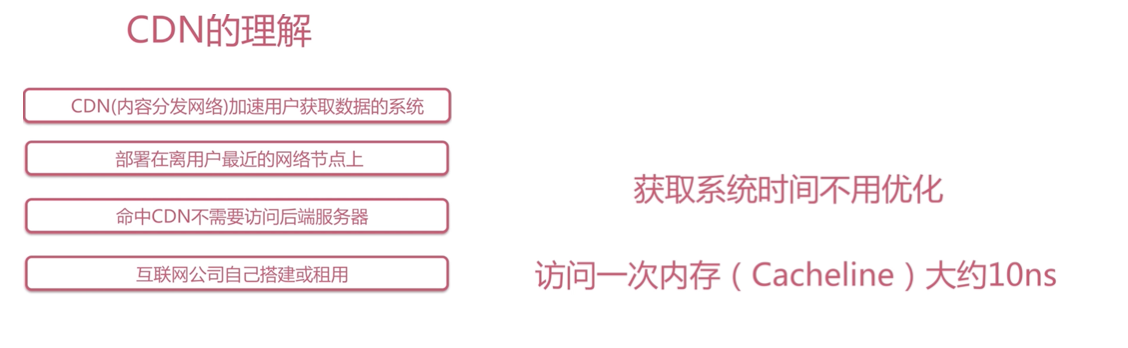 CDN的理解
CDN(内容分发网络)加速用户获取数据的系统
部署在离用户最近的网络节点上
命中CDN不需要访问后端服务器
互联网公司自己搭建或租用
获取系统时间不用优化
访问一次内存（Cacheline）大约10ns